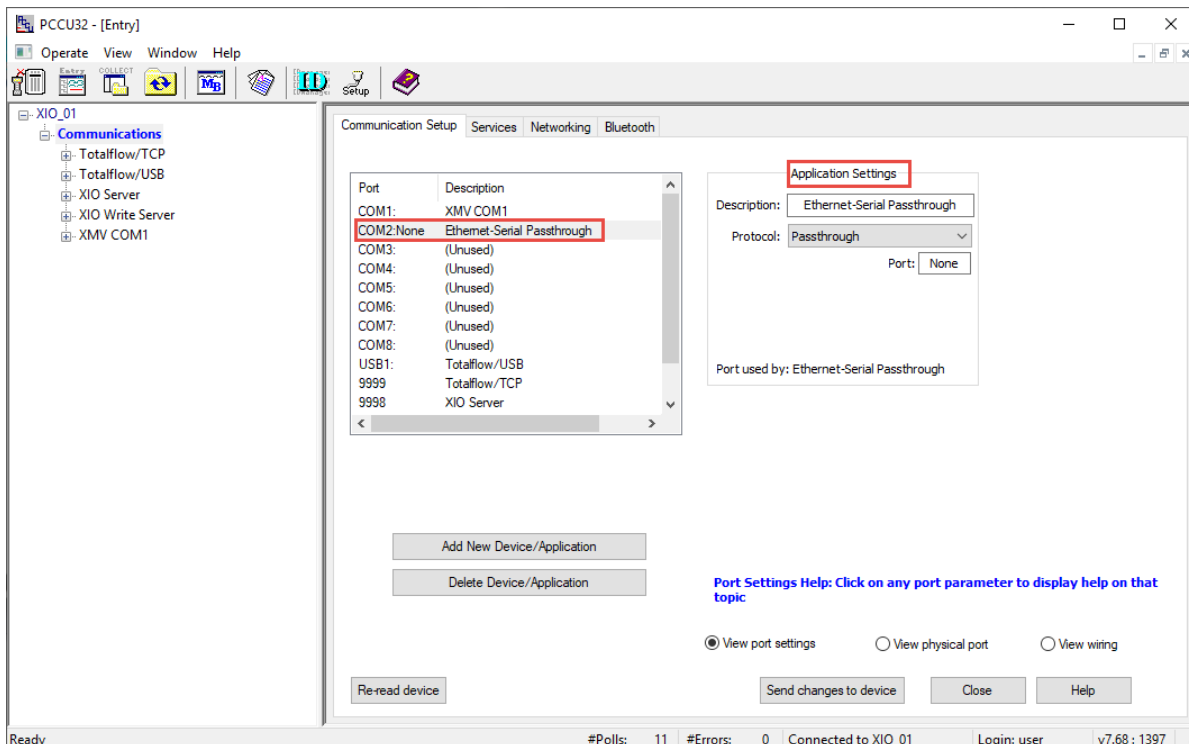 PCCU32 - [Entry]
Operate View Window Help
Entry
COLLECT
MB
ID
Setup
XIO_01
Communications
Totalflow/TCP
Totalflow/USB
XIO Server
XIO Write Server
XMV COM1
Communication Setup Services Networking Bluetooth
Port Description
COM1: XMV COM1
COM2:None Ethernet-Serial Passthrough
COM3: (Unused)
COM4: (Unused)
COM5: (Unused)
COM6: (Unused)
COM7: (Unused)
COM8: (Unused)
USB1: Totalflow/USB
9999 Totalflow/TCP
9998 XIO Server
Application Settings
Description: Ethernet-Serial Passthrough
Protocol: Passthrough
Port: None
Port used by: Ethernet-Serial Passthrough
Add New Device/Application
Delete Device/Application
Port Settings Help: Click on any port parameter to display help on that
topic
View port settings View physical port View wiring
Re-read device Send changes to device Close Help
Ready #Polls: 11 #Errors: 0 Connected to XIO_01 Login: user v7.68 : 1397